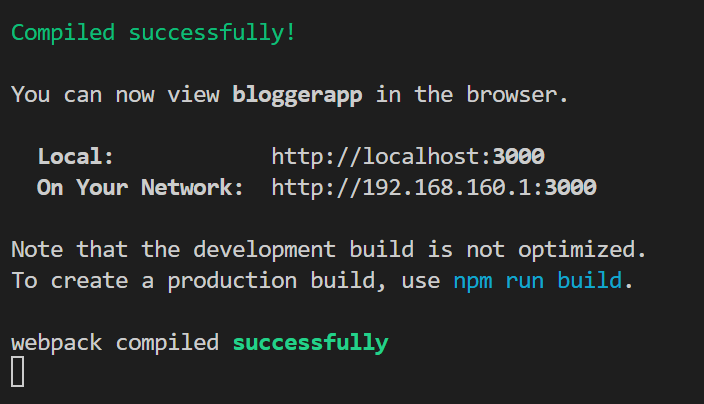 Compiled successfully!
You can now view bloggerapp in the browser.
Local: http://localhost:3000
On Your Network: http://192.168.160.1:3000
Note that the development build is not optimized.
To create a production build, use npm run build.
webpack compiled successfully